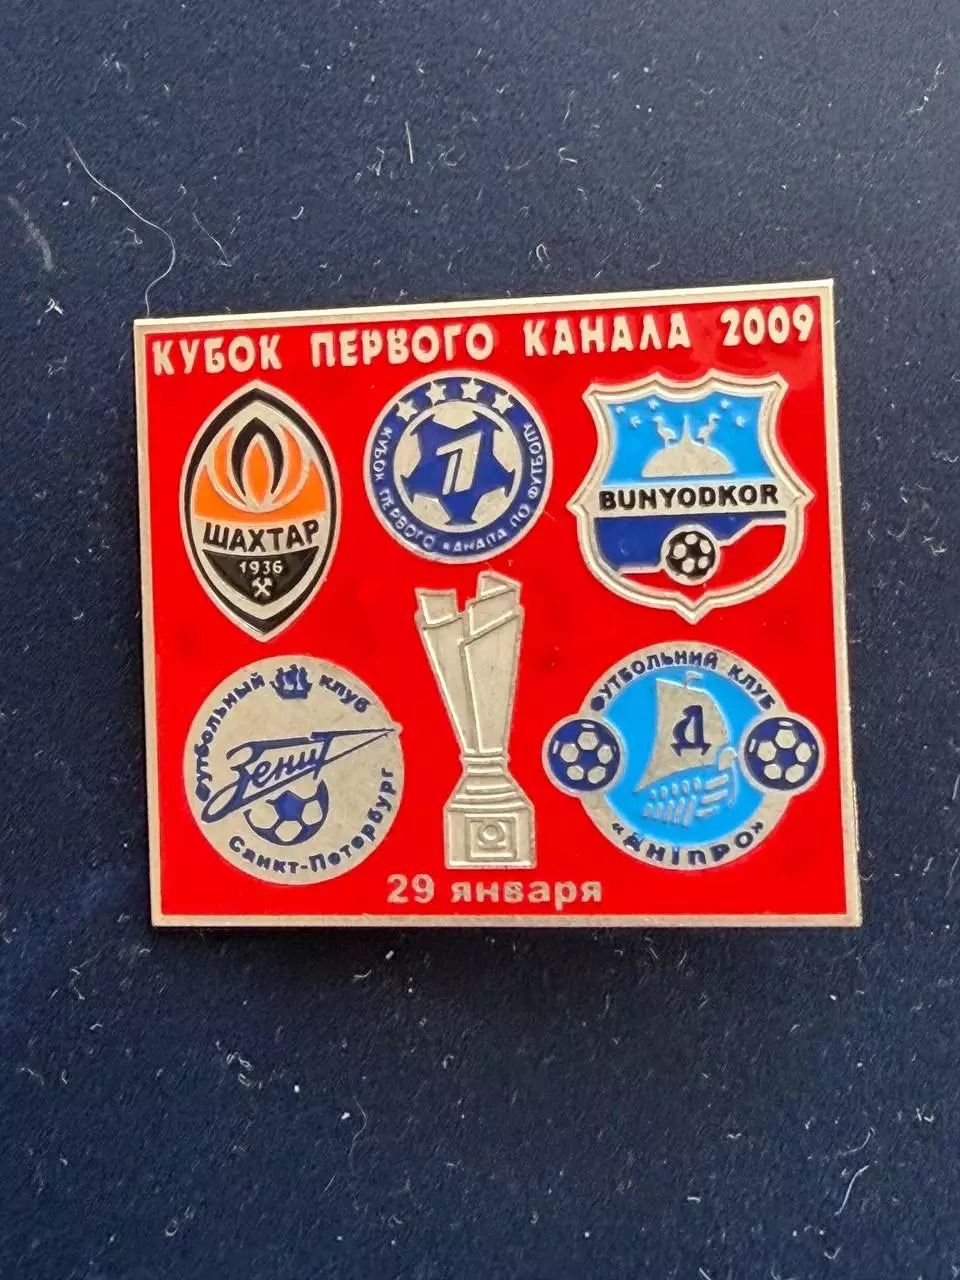 КУБОК ПЕРВОГО КАНАЛА 2009
ШАХТАР
1936
КУБОК ПЕРВОГО КАНАЛА ПО ФУТБОЛУ
1
BUNYODKOR
ФУТБОЛЬНЫЙ КЛУБ
Зенит
Санкт-Петербург
ФУТБОЛЬНИЙ КЛУБ
Д
«ДНІПРО»
29 января